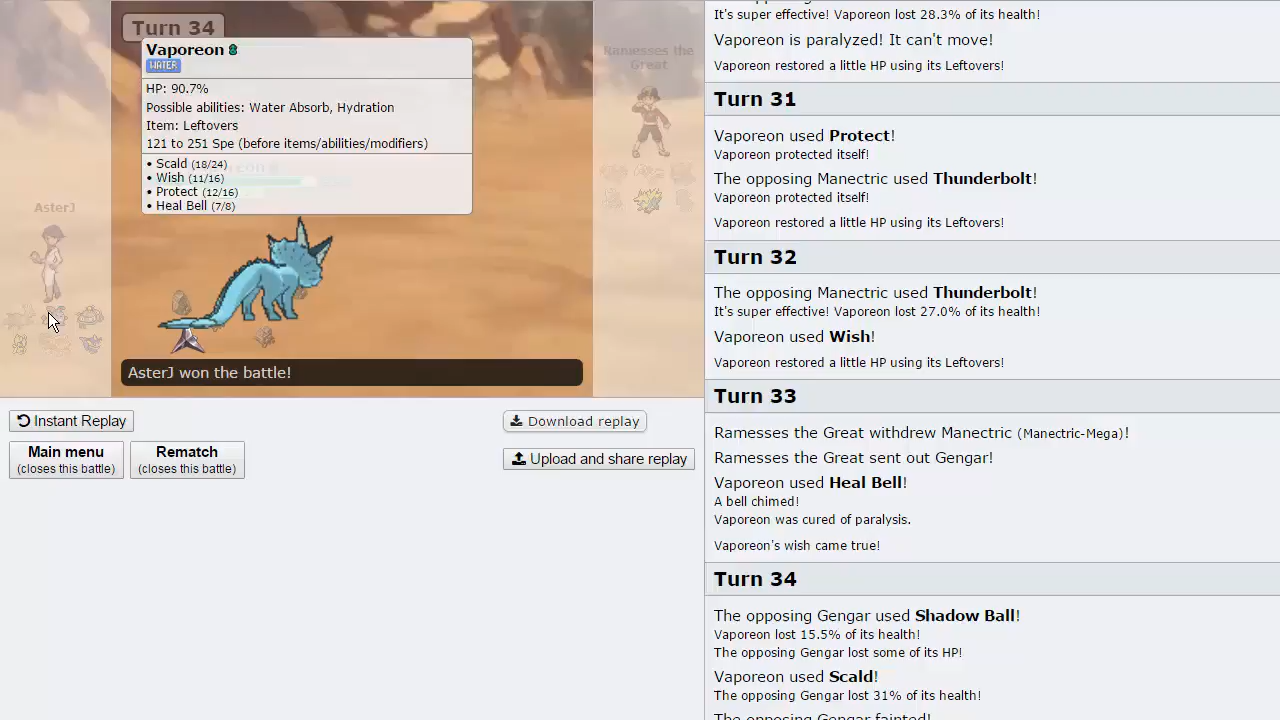 Turn 34
Vaporeon
WATER
HP: 90.7%
Possible abilities: Water Absorb, Hydration
Item: Leftovers
121 to 251 Spe (before items/abilities/modifiers)
• Scald (18/24)
• Wish (11/16)
• Protect (12/16)
• Heal Bell (7/8)
AsterJ
Ramesses the
Great
AsterJ won the battle!
Instant Replay
Download replay
Main menu
(closes this battle)
Rematch
(closes this battle)
Upload and share replay
It's super effective! Vaporeon lost 28.3% of its health!
Vaporeon is paralyzed! It can't move!
Vaporeon restored a little HP using its Leftovers!
Turn 31
Vaporeon used Protect!
Vaporeon protected itself!
The opposing Manectric used Thunderbolt!
Vaporeon protected itself!
Vaporeon restored a little HP using its Leftovers!
Turn 32
The opposing Manectric used Thunderbolt!
It's super effective! Vaporeon lost 27.0% of its health!
Vaporeon used Wish!
Vaporeon restored a little HP using its Leftovers!
Turn 33
Ramesses the Great withdrew Manectric (Manectric-Mega)!
Ramesses the Great sent out Gengar!
Vaporeon used Heal Bell!
A bell chimed!
Vaporeon was cured of paralysis.
Vaporeon's wish came true!
Turn 34
The opposing Gengar used Shadow Ball!
Vaporeon lost 15.5% of its health!
The opposing Gengar lost some of its HP!
Vaporeon used Scald!
The opposing Gengar lost 31% of its health!
The opposing Gengar fainted!